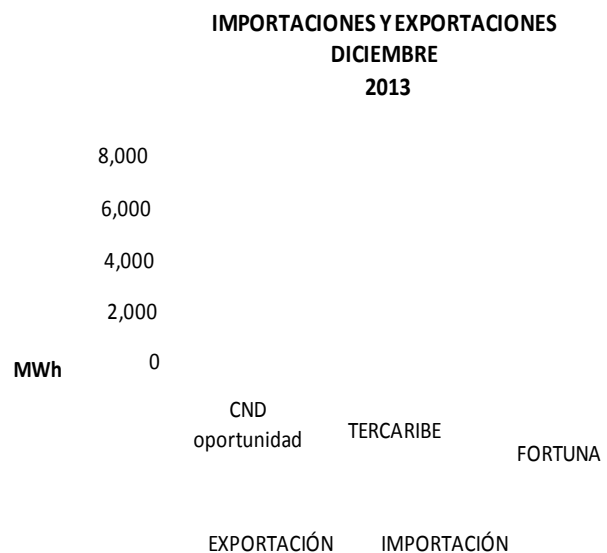 IMPORTACIONES Y EXPORTACIONES
DICIEMBRE
2013
8,000
6,000
4,000
2,000
0
MWh
CND
oportunidad
TERCARIBE
FORTUNA
EXPORTACIÓN IMPORTACIÓN